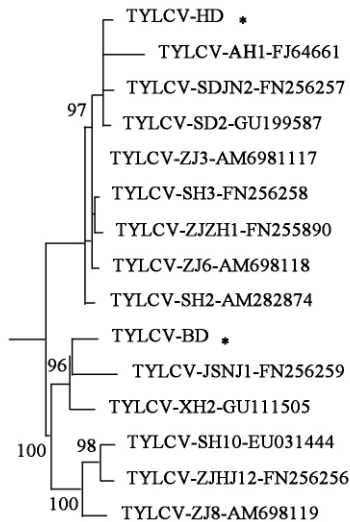 TYLCV-HD *
TYLCV-AH1-FJ64661
TYLCV-SDJN2-FN256257
97
TYLCV-SD2-GU199587
TYLCV-ZJ3-AM6981117
TYLCV-SH3-FN256258
TYLCV-ZJZH1-FN255890
TYLCV-ZJ6-AM698118
TYLCV-SH2-AM282874
TYLCV-BD *
96
TYLCV-JSNJ1-FN256259
TYLCV-XH2-GU111505
98
TYLCV-SH10-EU031444
100
TYLCV-ZJHJ12-FN256256
100
TYLCV-ZJ8-AM698119